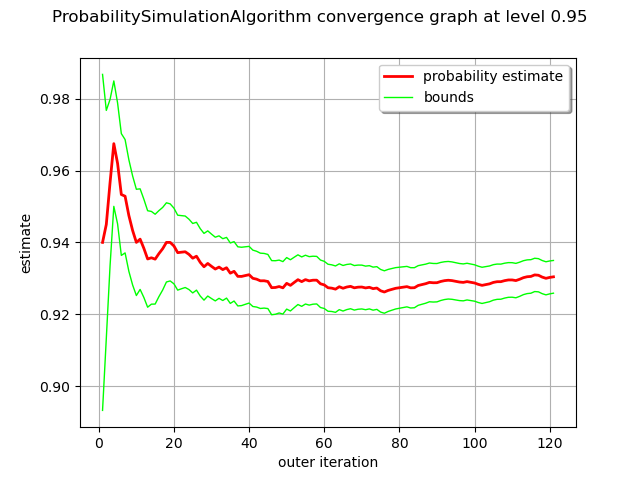 ProbabilitySimulationAlgorithm convergence graph at level 0.95
probability estimate
bounds
0.98
0.96
0.94
0.92
0.90
estimate
0 20 40 60 80 100 120
outer iteration